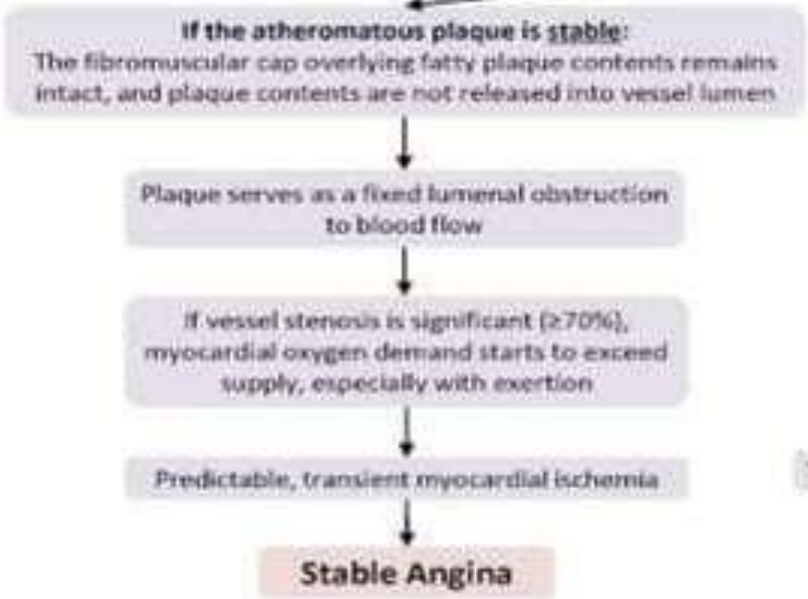 If the atheromatous plaque is stable:
The fibromuscular cap overlying fatty plaque contents remains
intact, and plaque contents are not released into vessel lumen
Plaque serves as a fixed lumenal obstruction
to blood flow
If vessel stenosis is significant (≥70%),
myocardial oxygen demand starts to exceed
supply, especially with exertion
Predictable, transient myocardial ischemia
Stable Angina